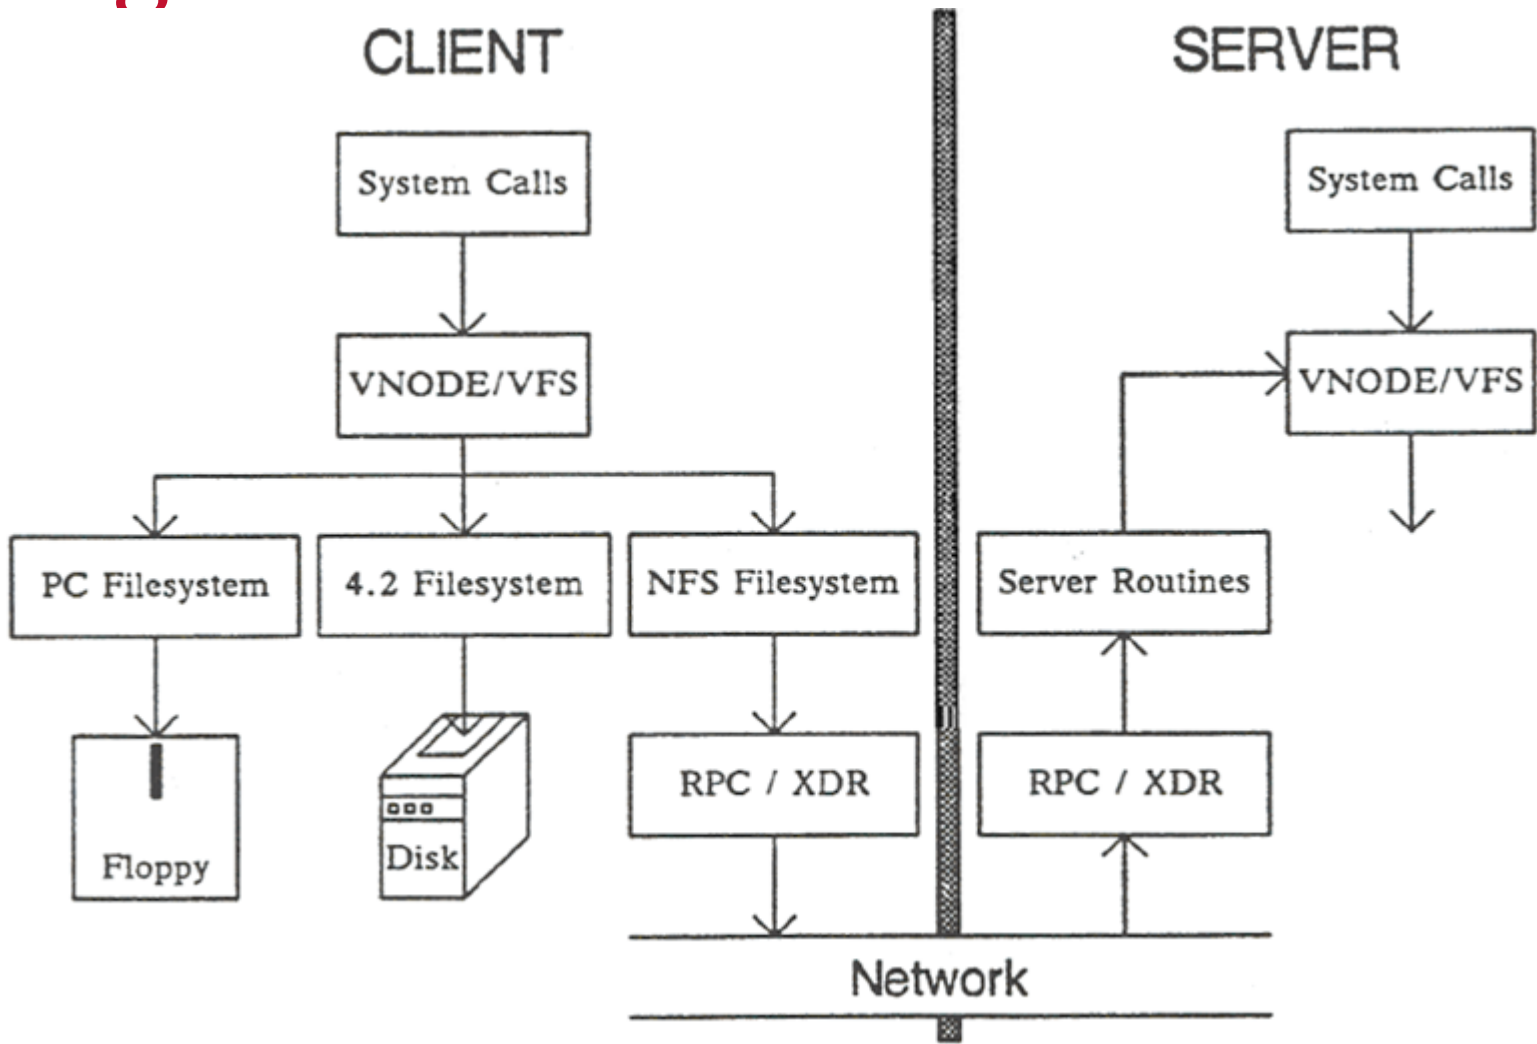 CLIENT
SERVER
System Calls
System Calls
VNODE/VFS
VNODE/VFS
PC Filesystem
4.2 Filesystem
NFS Filesystem
Server Routines
RPC / XDR
RPC / XDR
Floppy
Disk
Network